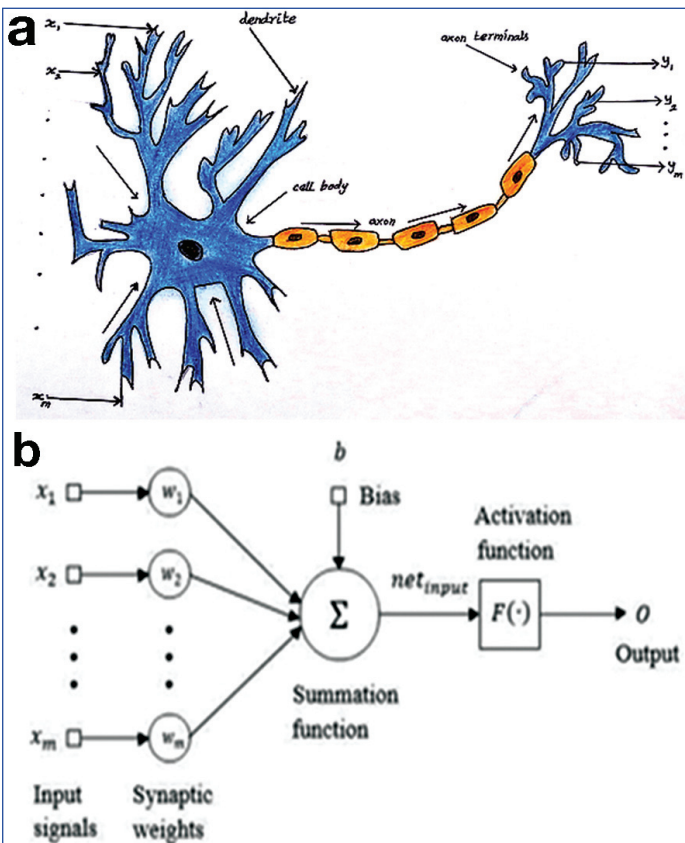 a
x₁
dendrite
x₂
axon terminals
y₁
y₂
yₘ
cell body
axon
xₘ
b
b
x₁
w₁
Bias
Activation
function
x₂
w₂
netᵢₙₚᵤₜ
Σ
F(·)
O
Output
Summation
function
xₘ
wₘ
Input
signals
Synaptic
weights